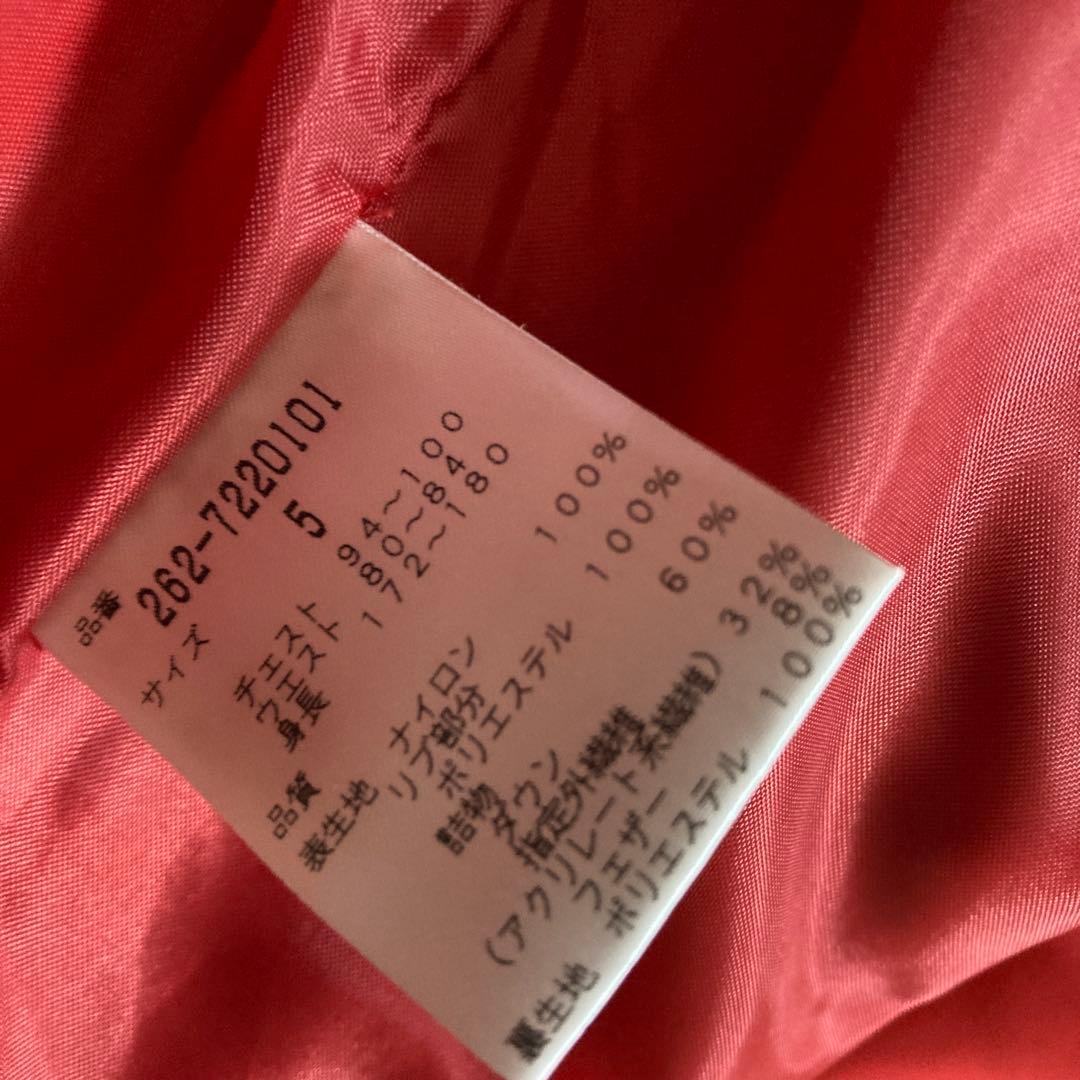 品番
262-7220101
サイズ 5
チェスト 94～100
ウエスト 80～84
身長 172～180
品質
表生地 ナイロン 100%
リブ部分
ポリエステル 100%
詰物
ダウン 60%
指定外繊維
(アクリレート系繊維) 32%
フェザー 8%
裏生地 ポリエステル 100%